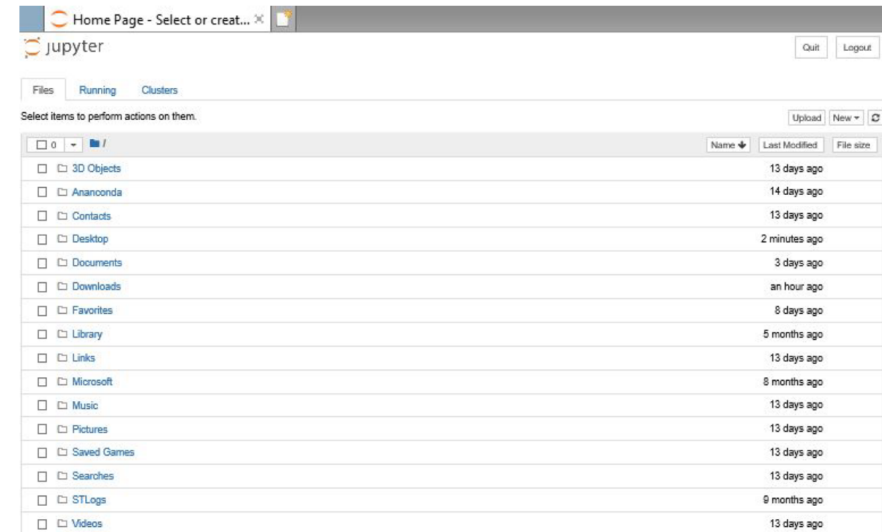 Home Page - Select or creat...
jupyter
Quit Logout
Files Running Clusters
Select items to perform actions on them.
Upload New
0 / Name Last Modified File size
3D Objects 13 days ago
Ananconda 14 days ago
Contacts 13 days ago
Desktop 2 minutes ago
Documents 3 days ago
Downloads an hour ago
Favorites 8 days ago
Library 5 months ago
Links 13 days ago
Microsoft 8 months ago
Music 13 days ago
Pictures 13 days ago
Saved Games 13 days ago
Searches 13 days ago
STLogs 9 months ago
Videos 13 days ago